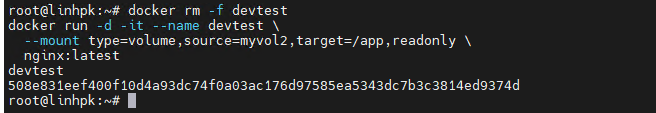 root@linhpk:~# docker rm -f devtest
docker run -d -it --name devtest \
  --mount type=volume,source=myvol2,target=/app,readonly \
  nginx:latest
devtest
508e831eef400f10d4a93dc74f0a03ac176d97585ea5343dc7b3c3814ed9374d
root@linhpk:~#